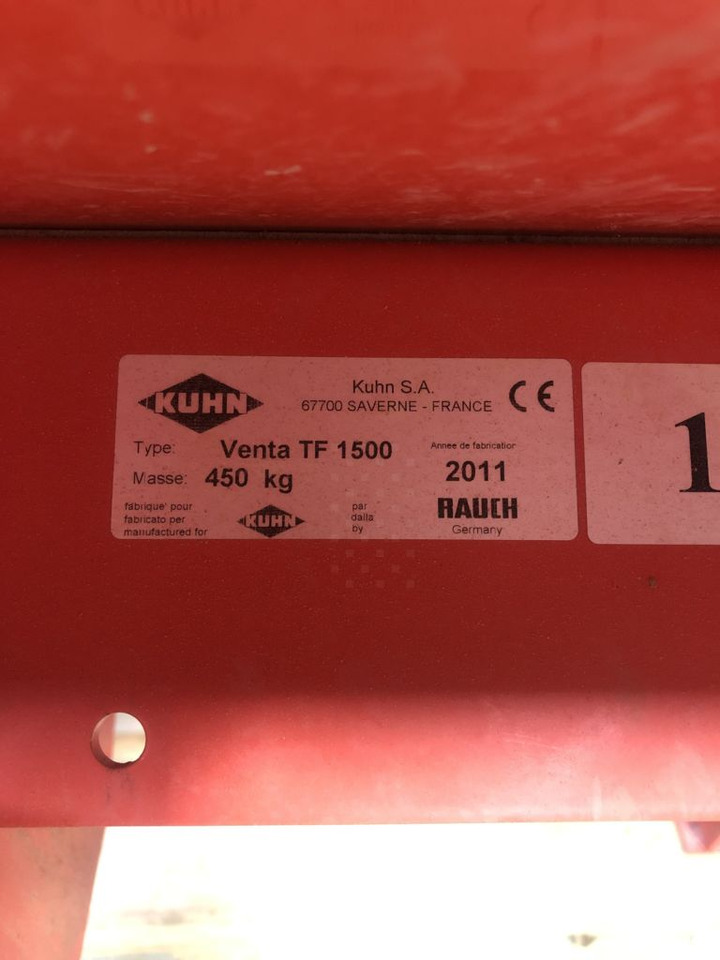 KUHN
Kuhn S.A.
67700 SAVERNE - FRANCE
CE
Type: Venta TF 1500
Annee de fabrication
Masse: 450 kg
2011
fabriqué pour
fabricato per
manufactured for
KUHN
par
dalla
by
RAUCH
Germany
1